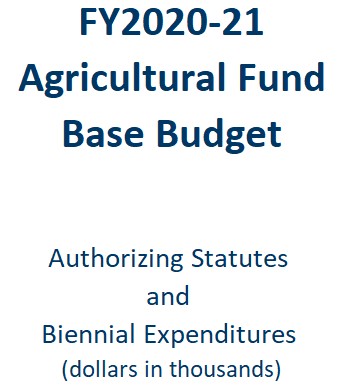 FY2020-21
Agricultural Fund
Base Budget
Authorizing Statutes
and
Biennial Expenditures
(dollars in thousands)